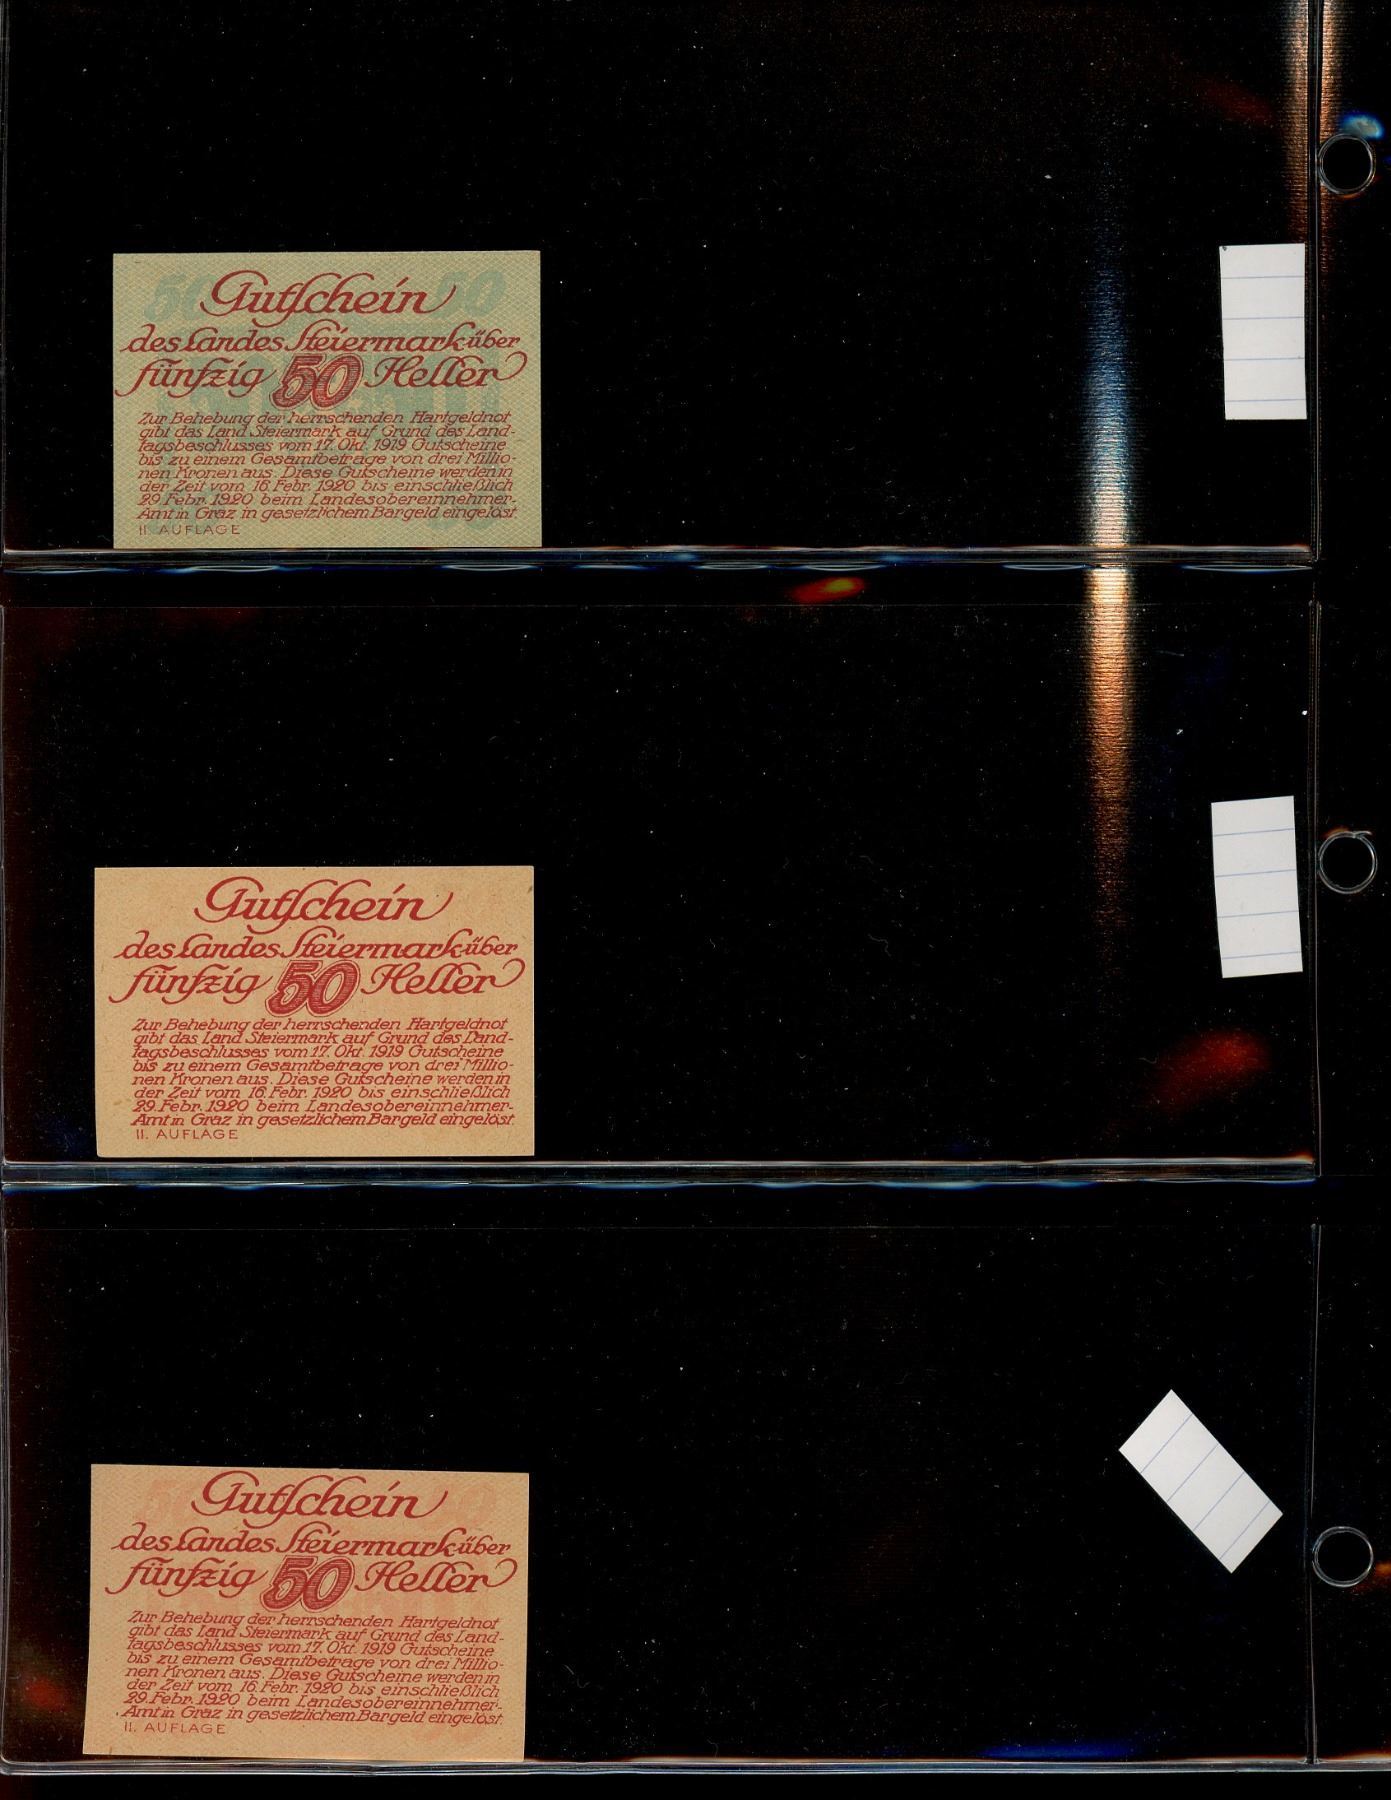 50 50
Gutschein
des Landes Steiermark über
fünfzig 50 Heller
Zur Behebung der herrschenden Hartgeldnot
gibt das Land Steiermark auf Grund des Land-
tagsbeschlusses vom 17. Okt. 1919 Gutscheine
bis zu einem Gesamtbetrage von drei Millio-
nen Kronen aus. Diese Gutscheine werden in
der Zeit vom 16. Febr. 1920 bis einschließlich
29. Febr. 1920 beim Landesobereinnehmer-
Amt in Graz in gesetzlichem Bargeld eingelöst.
II. AUFLAGE
Gutschein
des Landes Steiermark über
fünfzig 50 Heller
Zur Behebung der herrschenden Hartgeldnot
gibt das Land Steiermark auf Grund des Land-
tagsbeschlusses vom 17. Okt. 1919 Gutscheine
bis zu einem Gesamtbetrage von drei Millio-
nen Kronen aus. Diese Gutscheine werden in
der Zeit vom 16. Febr. 1920 bis einschließlich
29. Febr. 1920 beim Landesobereinnehmer-
Amt in Graz in gesetzlichem Bargeld eingelöst.
II. AUFLAGE
50 50
Gutschein
des Landes Steiermark über
fünfzig 50 Heller
Zur Behebung der herrschenden Hartgeldnot
gibt das Land Steiermark auf Grund des Land-
tagsbeschlusses vom 17. Okt. 1919 Gutscheine
bis zu einem Gesamtbetrage von drei Millio-
nen Kronen aus. Diese Gutscheine werden in
der Zeit vom 16. Febr. 1920 bis einschließlich
29. Febr. 1920 beim Landesobereinnehmer-
Amt in Graz in gesetzlichem Bargeld eingelöst.
II. AUFLAGE